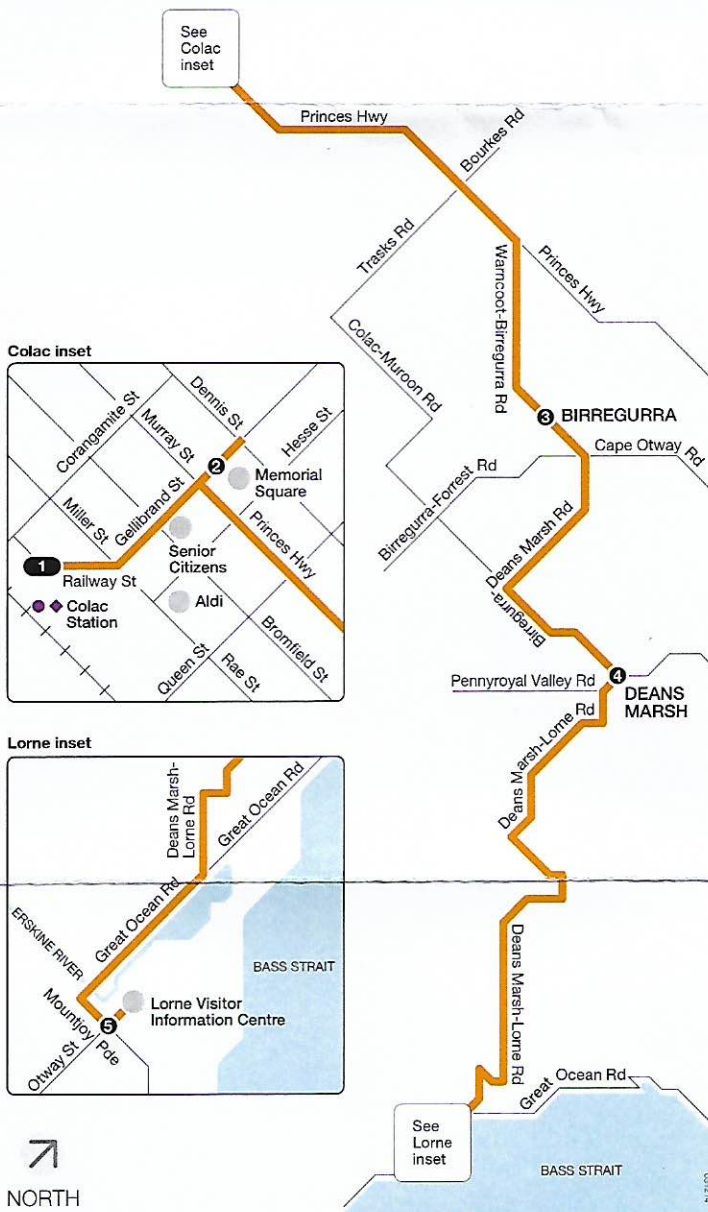 See
Colac
inset
Princes Hwy
Bourkes Rd
Trasks Rd
Princes Hwy
Warncoot-Birregurra Rd
Colac-Muroon Rd
3 BIRREGURRA
Cape Otway Rd
Birregurra-Forrest Rd
Birregurra-Deans Marsh Rd
Pennyroyal Valley Rd
4
DEANS
MARSH
Deans Marsh-Lorne Rd
Deans Marsh-Lorne Rd
Great Ocean Rd
See
Lorne
inset
BASS STRAIT
Colac inset
Corangamite St
Murray St
Dennis St
Hesse St
2
Memorial
Square
Miller St
Gellibrand St
Princes Hwy
Senior
Citizens
1
Railway St
Colac
Station
Aldi
Queen St
Rae St
Bromfield St
Lorne inset
Deans Marsh-
Lorne Rd
Great Ocean Rd
Great Ocean Rd
ERSKINE RIVER
BASS STRAIT
Lorne Visitor
Information Centre
5
Mountjoy Pde
Otway St
NORTH